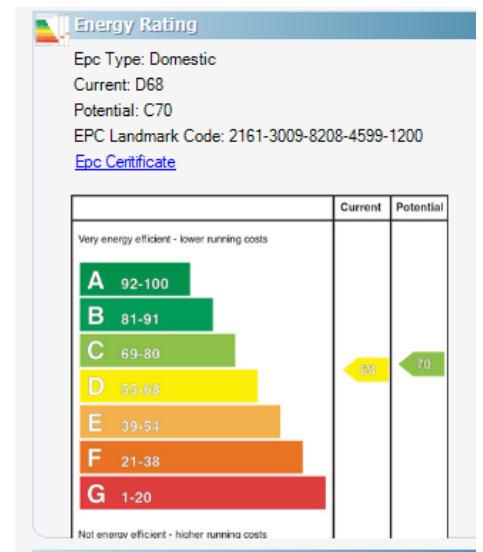 Energy Rating
Epc Type: Domestic
Current: D68
Potential: C70
EPC Landmark Code: 2161-3009-8208-4599-1200
Epc Ceritificate
Current Potential
Very energy efficient - lower running costs
A 92-100
B 81-91
C 69-80
D 55-68
68
70
E 39-54
F 21-38
G 1-20
Not energy efficient - higher running costs